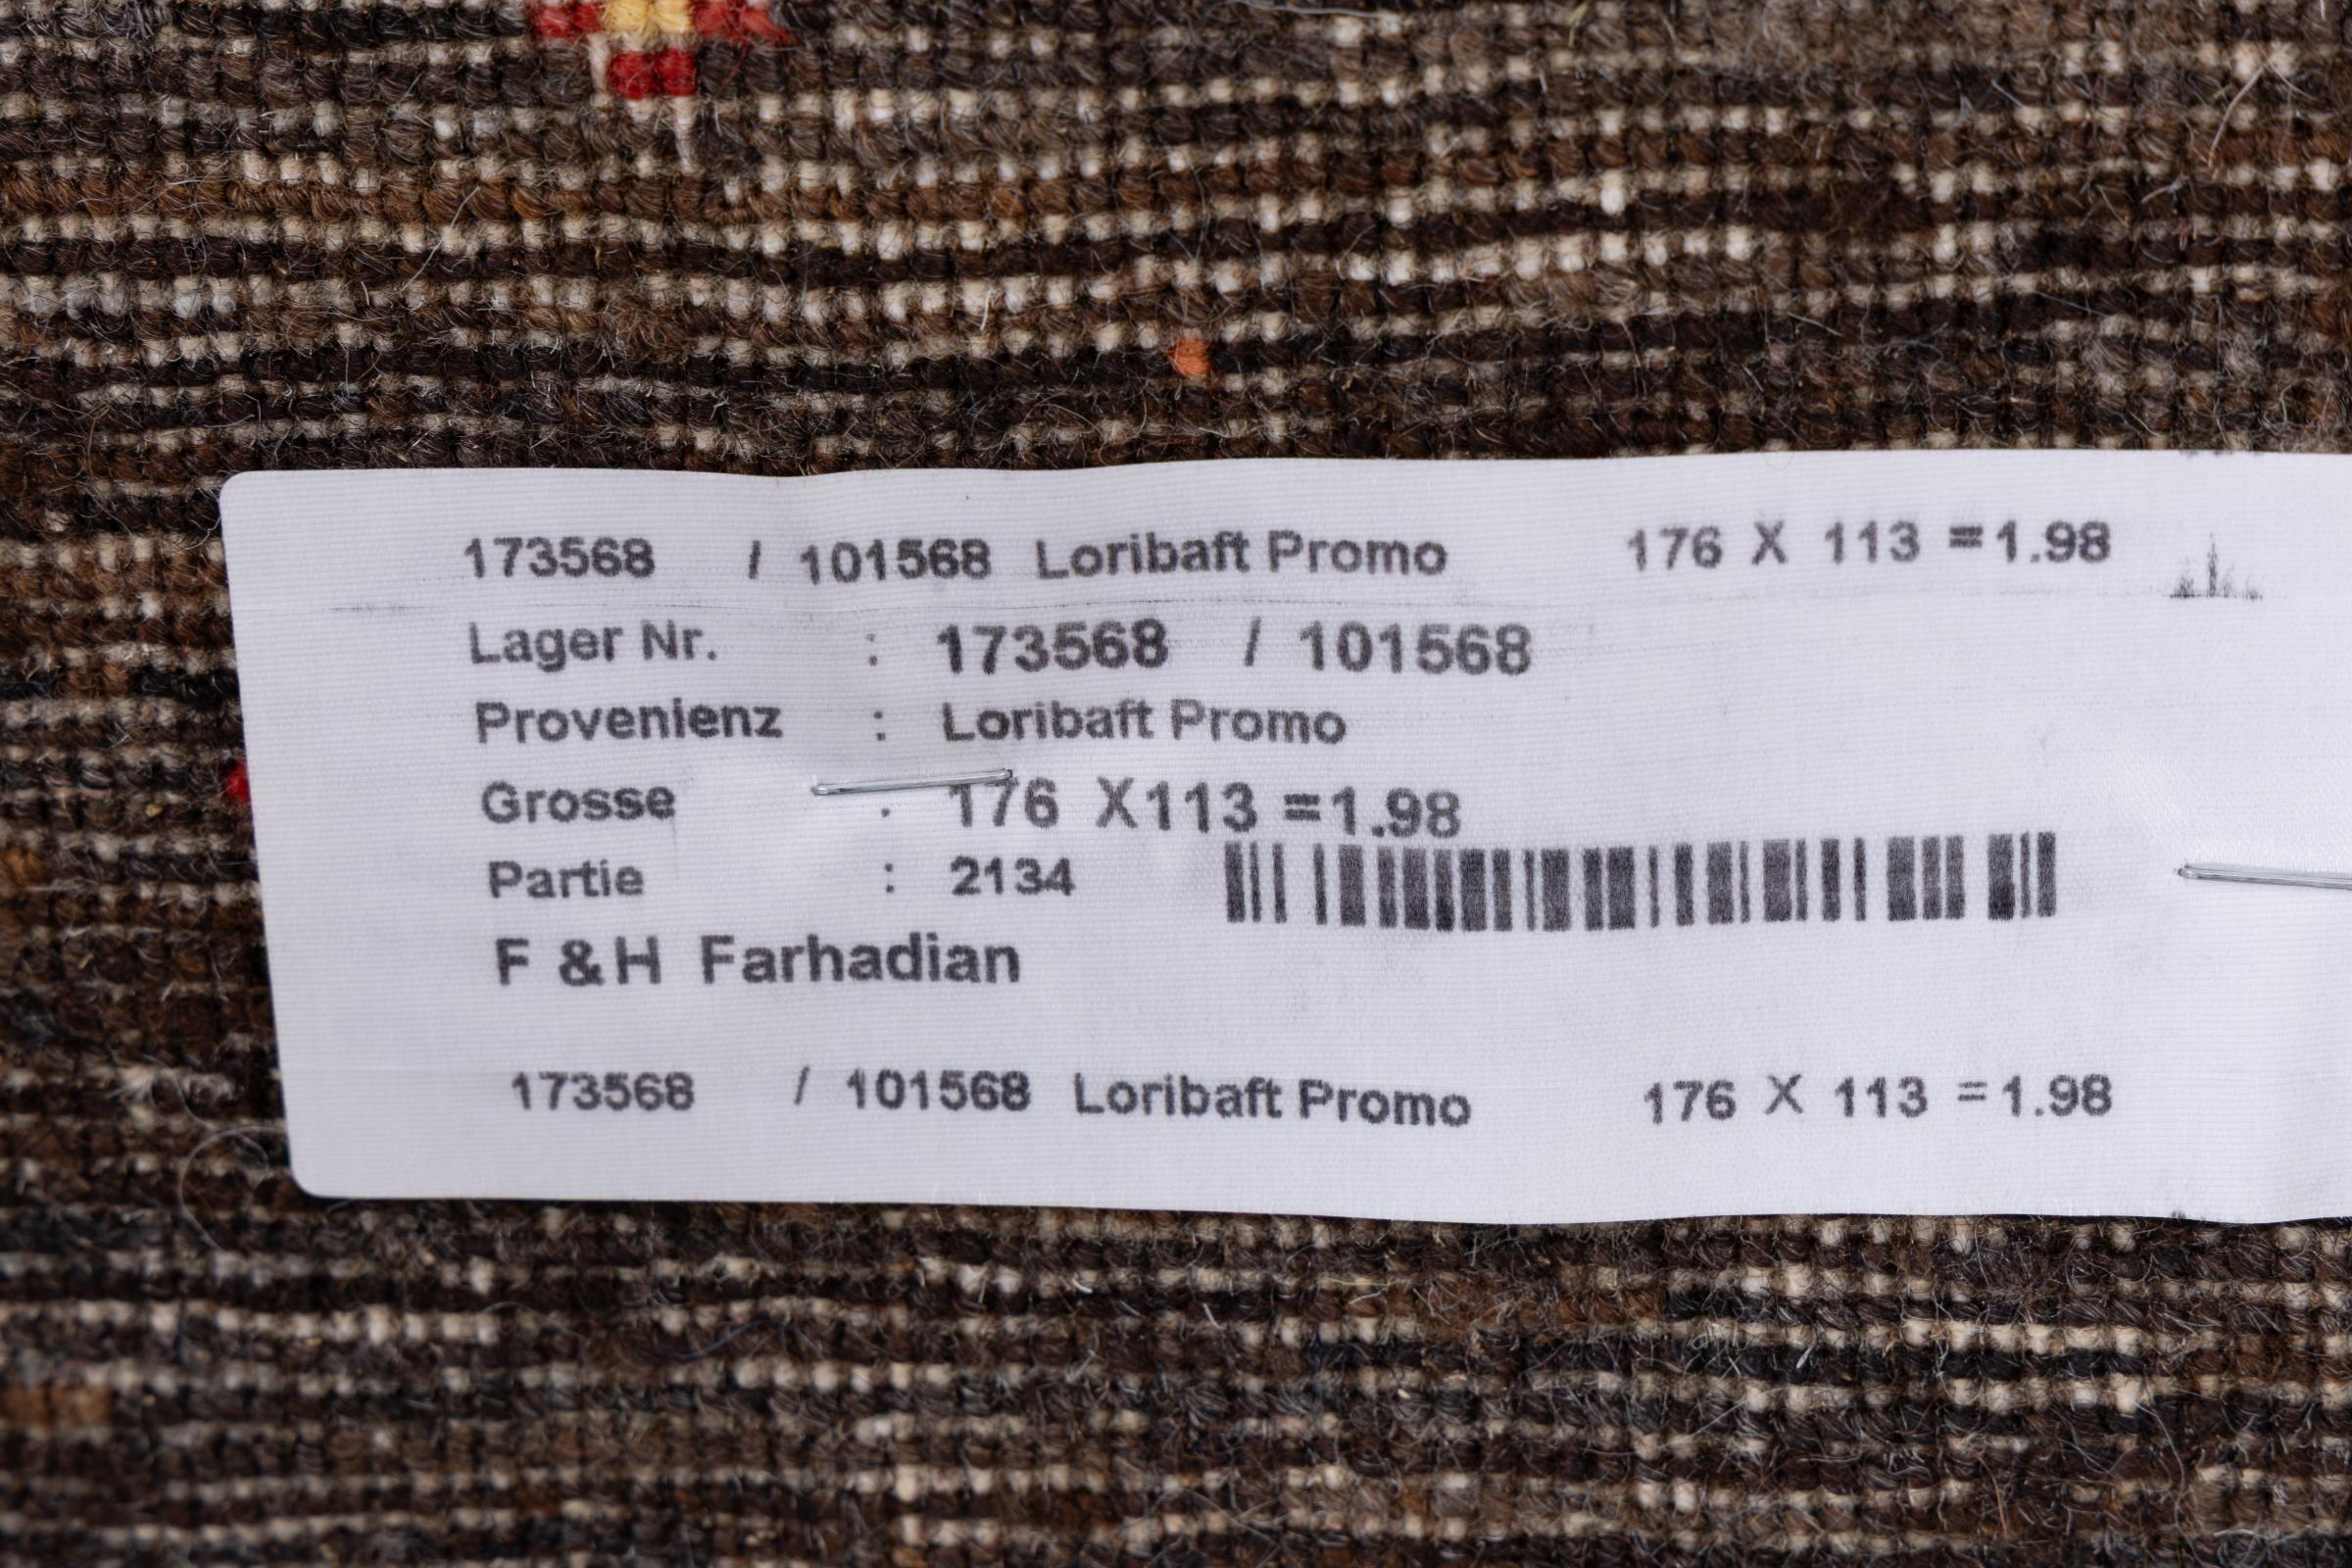 173568 / 101568 Loribaft Promo 176 X 113 =1.98
Lager Nr. : 173568 / 101568
Provenienz : Loribaft Promo
Grosse : 176 X113 =1.98
Partie : 2134
F &H Farhadian
173568 / 101568 Loribaft Promo 176 X 113 =1.98